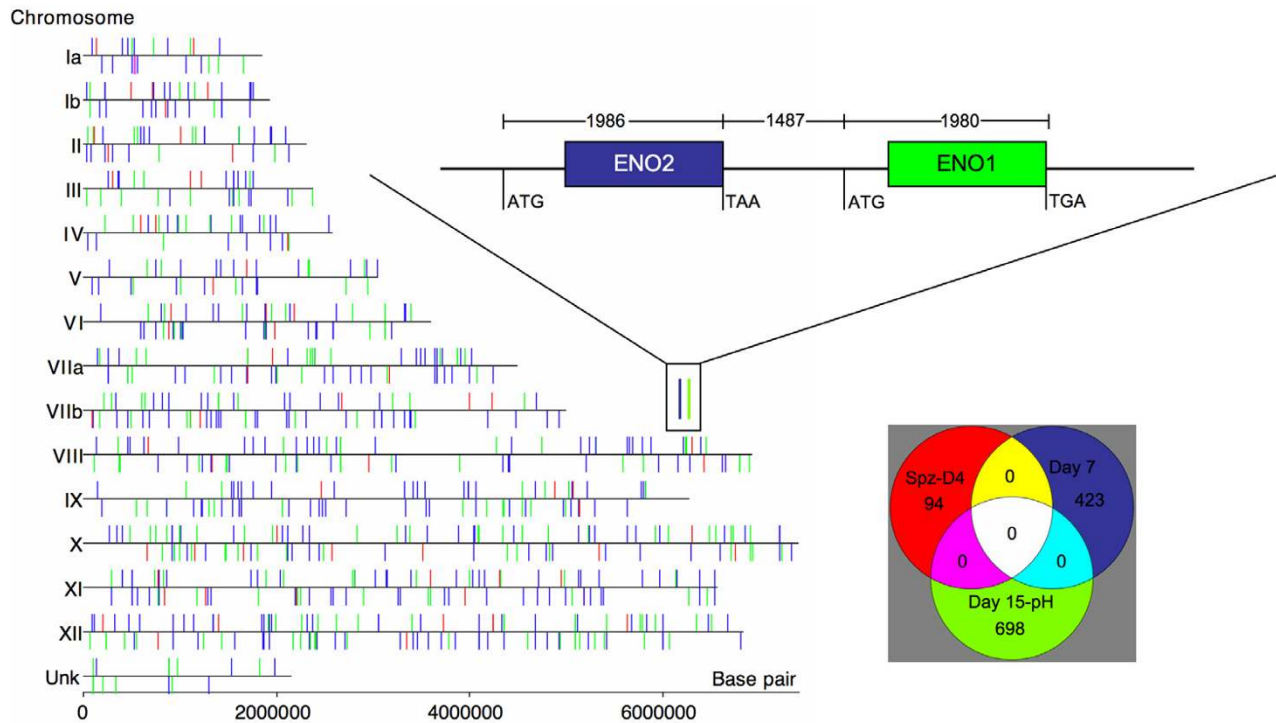 Chromosome
Ia
Ib
II
III
IV
V
VI
VIIa
VIIb
VIII
IX
X
XI
XII
Unk
Base pair
0 2000000 4000000 6000000
1986 1487 1980
ENO2 ENO1
ATG TAA ATG TGA
Spz-D4
94
Day 7
423
0
0
0
0
Day 15-pH
698